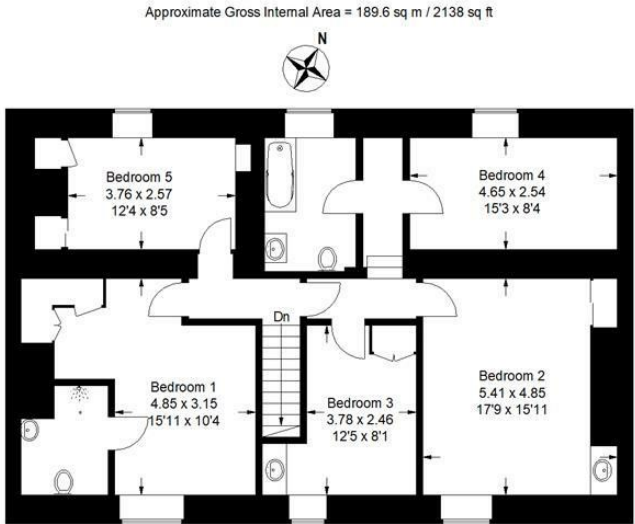 Approximate Gross Internal Area = 189.6 sq m / 2138 sq ft
N
Bedroom 5
3.76 x 2.57
12'4 x 8'5
Bedroom 4
4.65 x 2.54
15'3 x 8'4
Dn
Bedroom 1
4.85 x 3.15
15'11 x 10'4
Bedroom 3
3.78 x 2.46
12'5 x 8'1
Bedroom 2
5.41 x 4.85
17'9 x 15'11